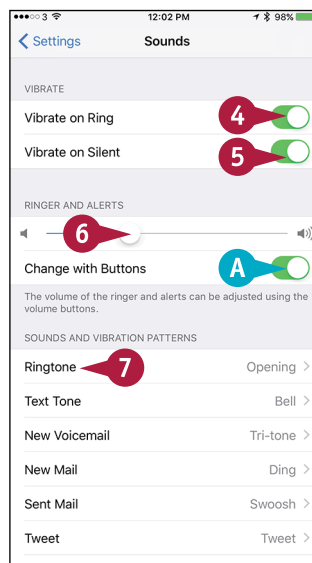 3 12:02 PM 98%
Settings Sounds
VIBRATE
Vibrate on Ring 4
Vibrate on Silent 5
RINGER AND ALERTS
6
Change with Buttons A
The volume of the ringer and alerts can be adjusted using the
volume buttons.
SOUNDS AND VIBRATION PATTERNS
Ringtone 7 Opening
Text Tone Bell
New Voicemail Tri-tone
New Mail Ding
Sent Mail Swoosh
Tweet Tweet